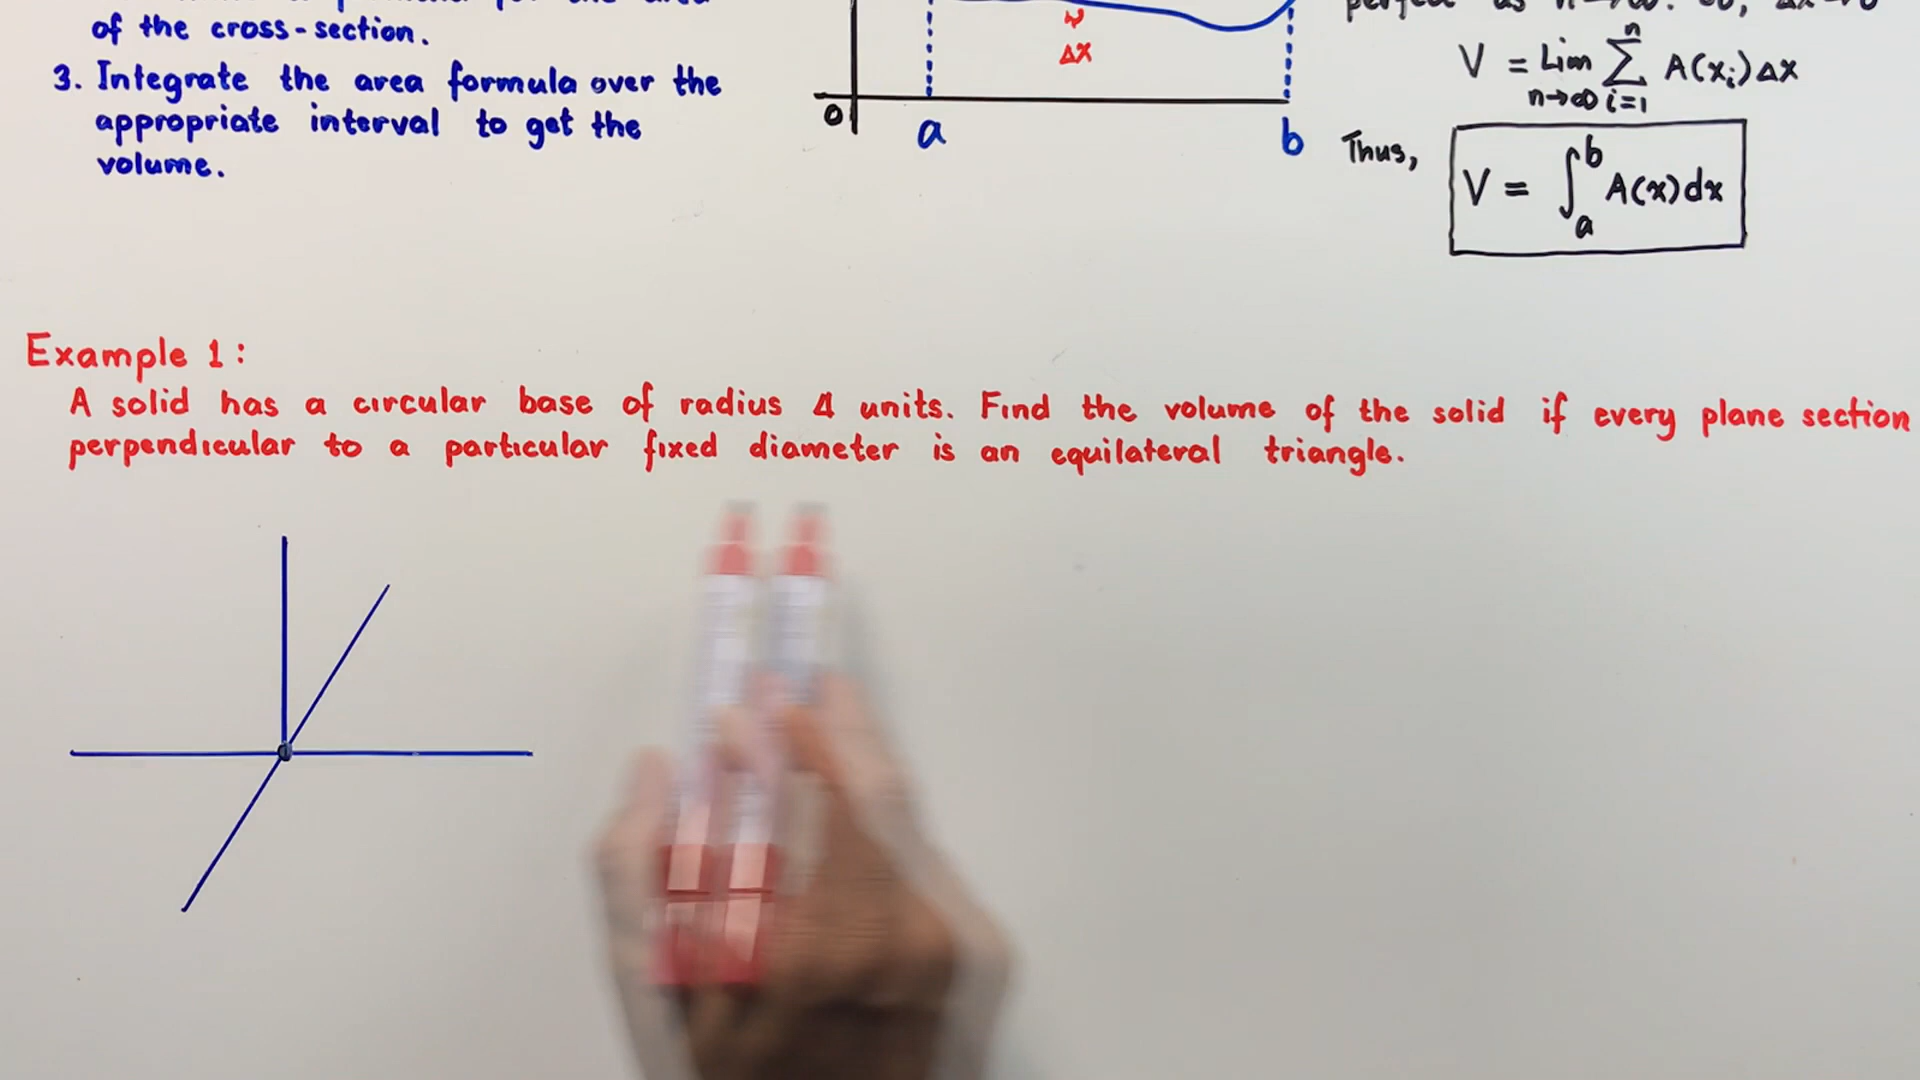 of the cross-section.
3. Integrate the area formula over the
appropriate interval to get the
volume.
Δx
0
a
b
V = Lim ∑ A(xᵢ)Δx
n
n→∞ i=1
Thus,
V = ∫ₐᵇ A(x)dx
Example 1:
A solid has a circular base of radius 4 units. Find the volume of the solid if every plane section
perpendicular to a particular fixed diameter is an equilateral triangle.